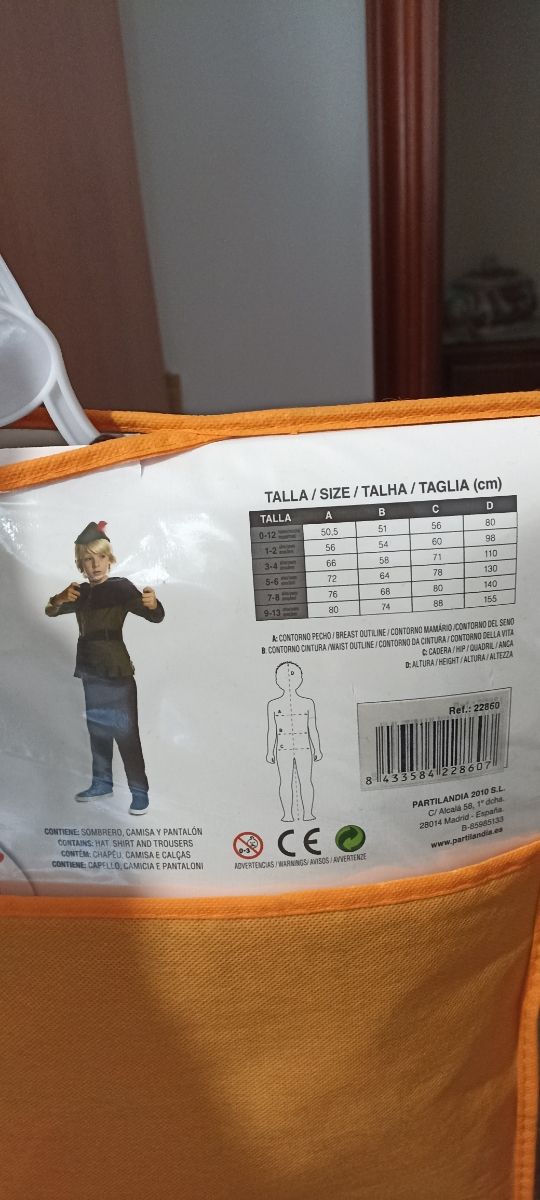 TALLA / SIZE / TALHA / TAGLIA (cm)
TALLA A B C D
0-12 50,5 51 56 80
1-2 56 54 60 98
3-4 66 58 71 110
5-6 72 64 78 130
7-8 76 68 80 140
9-13 80 74 88 155
A: CONTORNO PECHO / BREAST OUTILINE / CONTORNO MAMÁRIO /CONTORNO DEL SENO
B: CONTORNO CINTURA /WAIST OUTLINE / CONTORNO DA CINTURA / CONTORNO DELLA VITA
C: CADERA / HIP / QUADRIL / ANCA
D: ALTURA / HEIGHT / ALTURA / ALTEZZA
D
A
B
C
Ref.: 22860
8 433584 228607
PARTILANDIA 2010 S.L.
C/ Alcalá 58, 1º dcha.
28014 Madrid - España.
B-85985133
www.partilandia.es
CONTIENE: SOMBRERO, CAMISA Y PANTALÓN
CONTAINS: HAT, SHIRT AND TROUSERS
CONTÉM: CHAPÉU, CAMISA E CALÇAS
CONTIENE: CAPELLO, CAMICIA E PANTALONI
0-3 CE
ADVERTENCIAS / WARNINGS/ AVISOS / AVVERTENZE